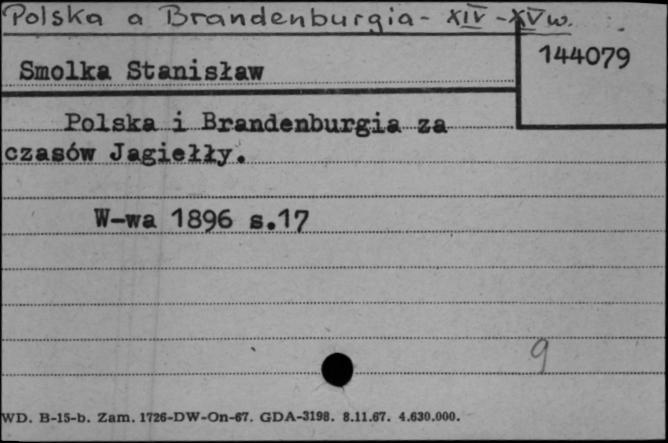 Polska a Brandenburgia - XIV - XV w.
144079
Smolka Stanisław
Polska i Brandenburgia za
czasów Jagiełły.
W-wa 1896 s.17
9
WD. B-15-b. Zam. 1726-DW-On-67. GDA-3198. 8.11.67. 4.630.000.